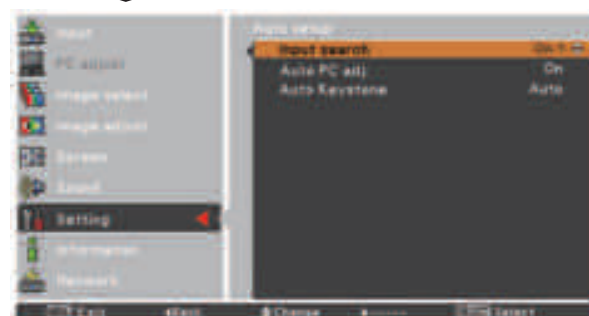 Input
Auto setup
Input search
PC adjust
Auto PC adj. On
Auto Keystone Auto
Image select
Image adjust
Screen
Sound
Setting
Information
Network
Exit Back Change Select